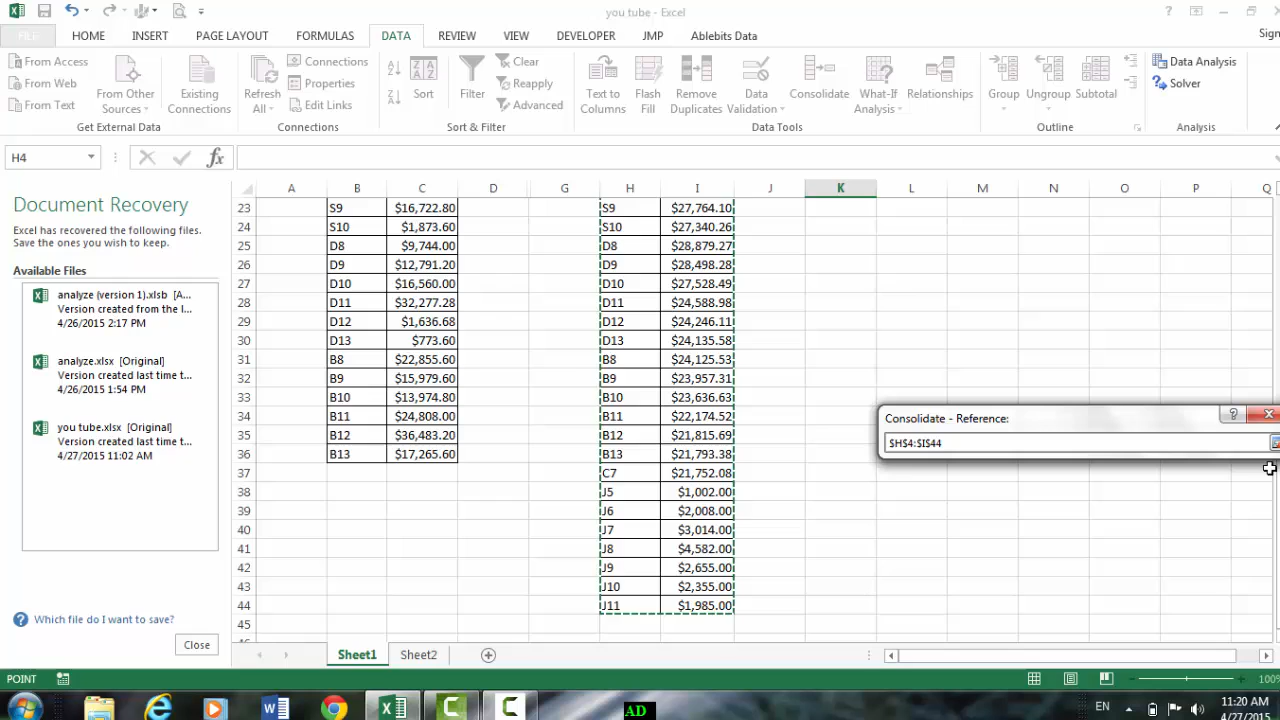 you tube - Excel
Sign
FILE HOME INSERT PAGE LAYOUT FORMULAS DATA REVIEW VIEW DEVELOPER JMP Ablebits Data
From Access
From Web
From Text
From Other
Sources
Existing
Connections
Get External Data
Refresh
All
Connections
Properties
Edit Links
Connections
Sort
Filter
Clear
Reapply
Advanced
Sort & Filter
Text to
Columns
Flash
Fill
Remove
Duplicates
Data
Validation
Consolidate
What-If
Analysis
Relationships
Data Tools
Group
Ungroup
Subtotal
Outline
Data Analysis
Solver
Analysis
H4
fx
Document Recovery
Excel has recovered the following files.
Save the ones you wish to keep.
Available Files
analyze (version 1).xlsb [A...
Version created from the l...
4/26/2015 2:17 PM
analyze.xlsx [Original]
Version created last time t...
4/26/2015 1:54 PM
you tube.xlsx [Original]
Version created last time t...
4/27/2015 11:02 AM
Which file do I want to save?
Close
A B C D G H I J K L M N O P Q
23 S9 $16,722.80 S9 $27,764.10
24 S10 $1,873.60 S10 $27,340.26
25 D8 $9,744.00 D8 $28,879.27
26 D9 $12,791.20 D9 $28,498.28
27 D10 $16,560.00 D10 $27,528.49
28 D11 $32,277.28 D11 $24,588.98
29 D12 $1,636.68 D12 $24,246.11
30 D13 $773.60 D13 $24,135.58
31 B8 $22,855.60 B8 $24,125.53
32 B9 $15,979.60 B9 $23,957.31
33 B10 $13,974.80 B10 $23,636.63
34 B11 $24,808.00 B11 $22,174.52
35 B12 $36,483.20 B12 $21,815.69
36 B13 $17,265.60 B13 $21,793.38
37 C7 $21,752.08
38 J5 $1,002.00
39 J6 $2,008.00
40 J7 $3,014.00
41 J8 $4,582.00
42 J9 $2,655.00
43 J10 $2,355.00
44 J11 $1,985.00
45
Consolidate - Reference:
$H$4:$I$44
Sheet1 Sheet2
POINT
100%
AD
EN
11:20 AM
4/27/2015